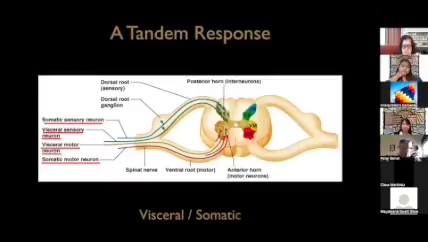 A Tandem Response
Dorsal root
(sensory)
Posterior horn (interneurons)
Dorsal root
ganglion
Somatic sensory neuron
Visceral sensory
neuron
Visceral motor
neuron
Somatic motor neuron
Spinal nerve
Ventral root (motor)
Anterior horn
(motor neurons)
Visceral / Somatic